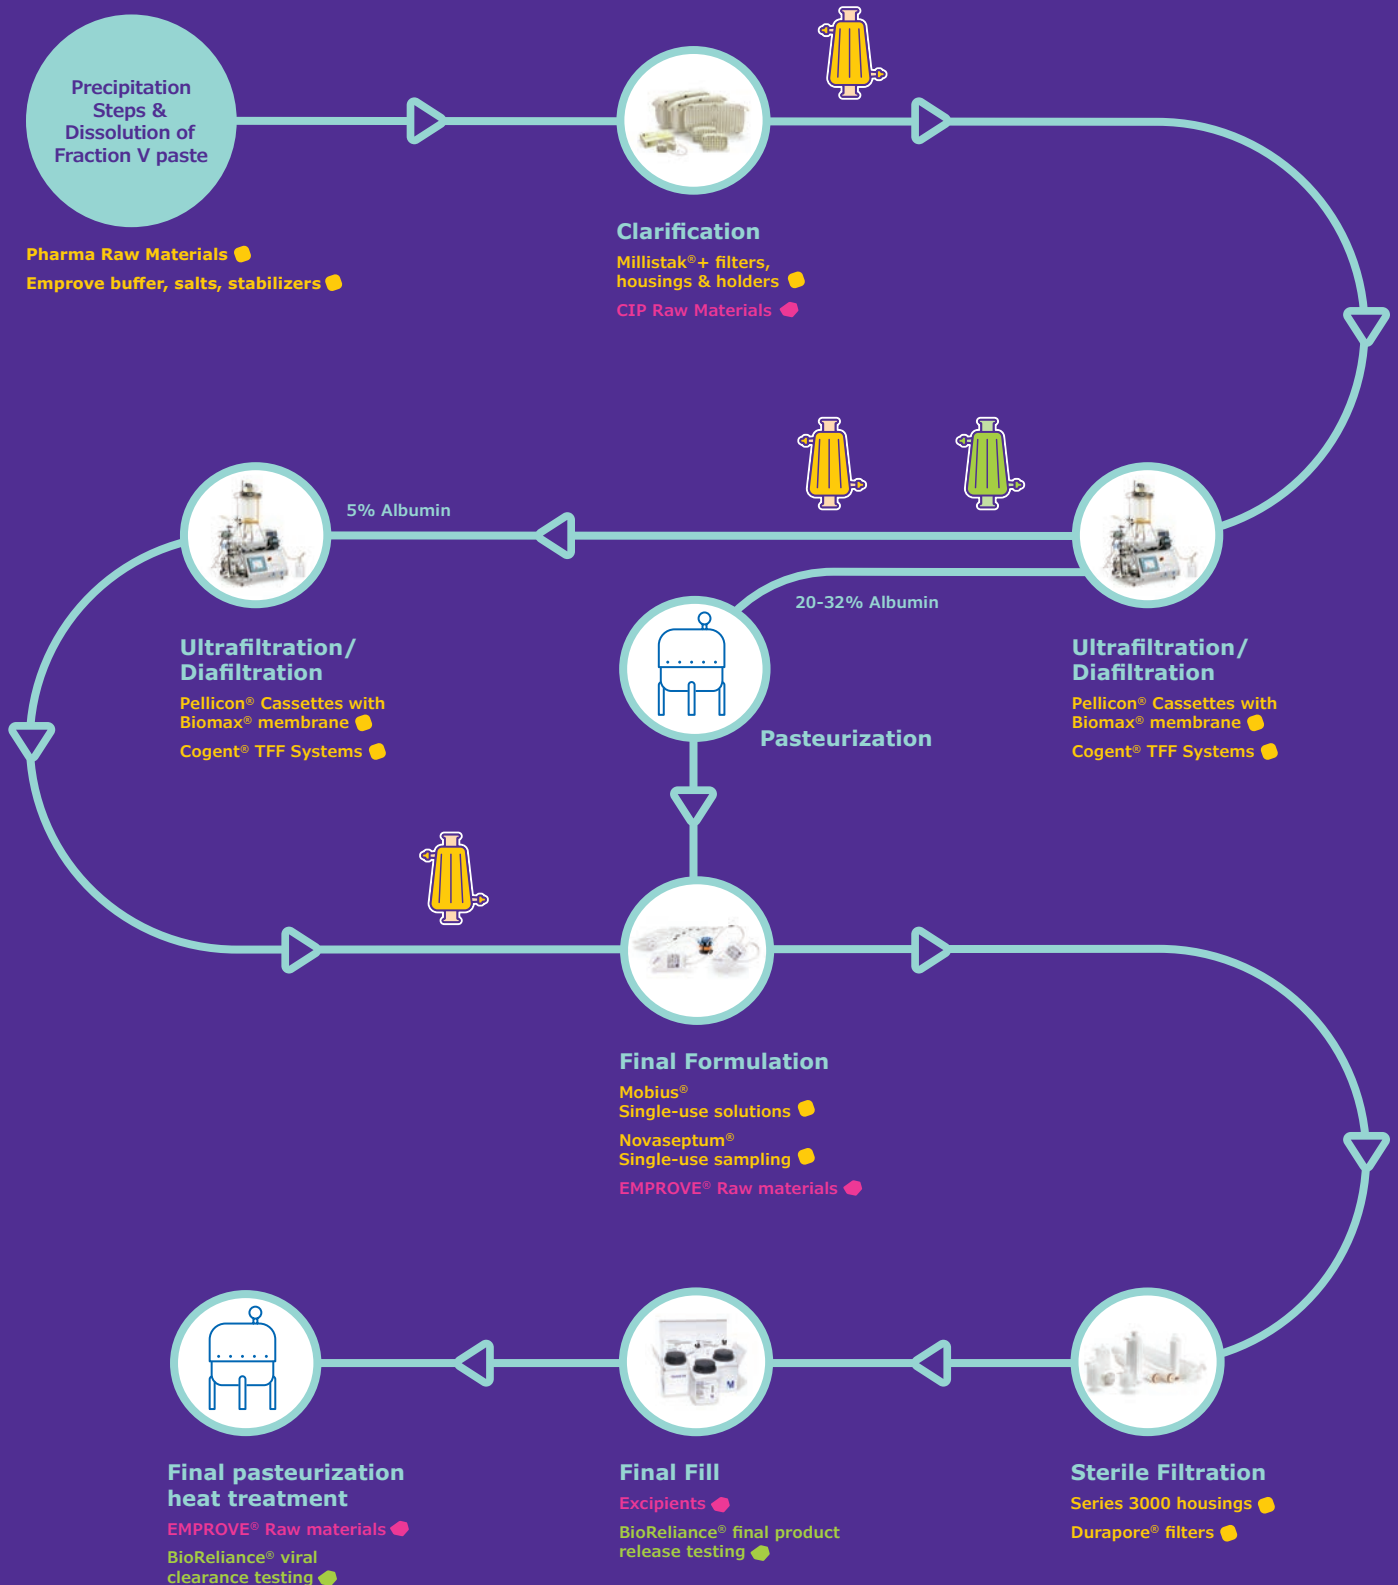 Precipitation
Steps &
Dissolution of
Fraction V paste
Pharma Raw Materials
Emprove buffer, salts, stabilizers
Clarification
Millistak®+ filters,
housings & holders
CIP Raw Materials
5% Albumin
20-32% Albumin
Ultrafiltration/
Diafiltration
Pellicon® Cassettes with
Biomax® membrane
Cogent® TFF Systems
Pasteurization
Ultrafiltration/
Diafiltration
Pellicon® Cassettes with
Biomax® membrane
Cogent® TFF Systems
Final Formulation
Mobius®
Single-use solutions
Novaseptum®
Single-use sampling
EMPROVE® Raw materials
Final pasteurization
heat treatment
EMPROVE® Raw materials
BioReliance® viral
clearance testing
Final Fill
Excipients
BioReliance® final product
release testing
Sterile Filtration
Series 3000 housings
Durapore® filters